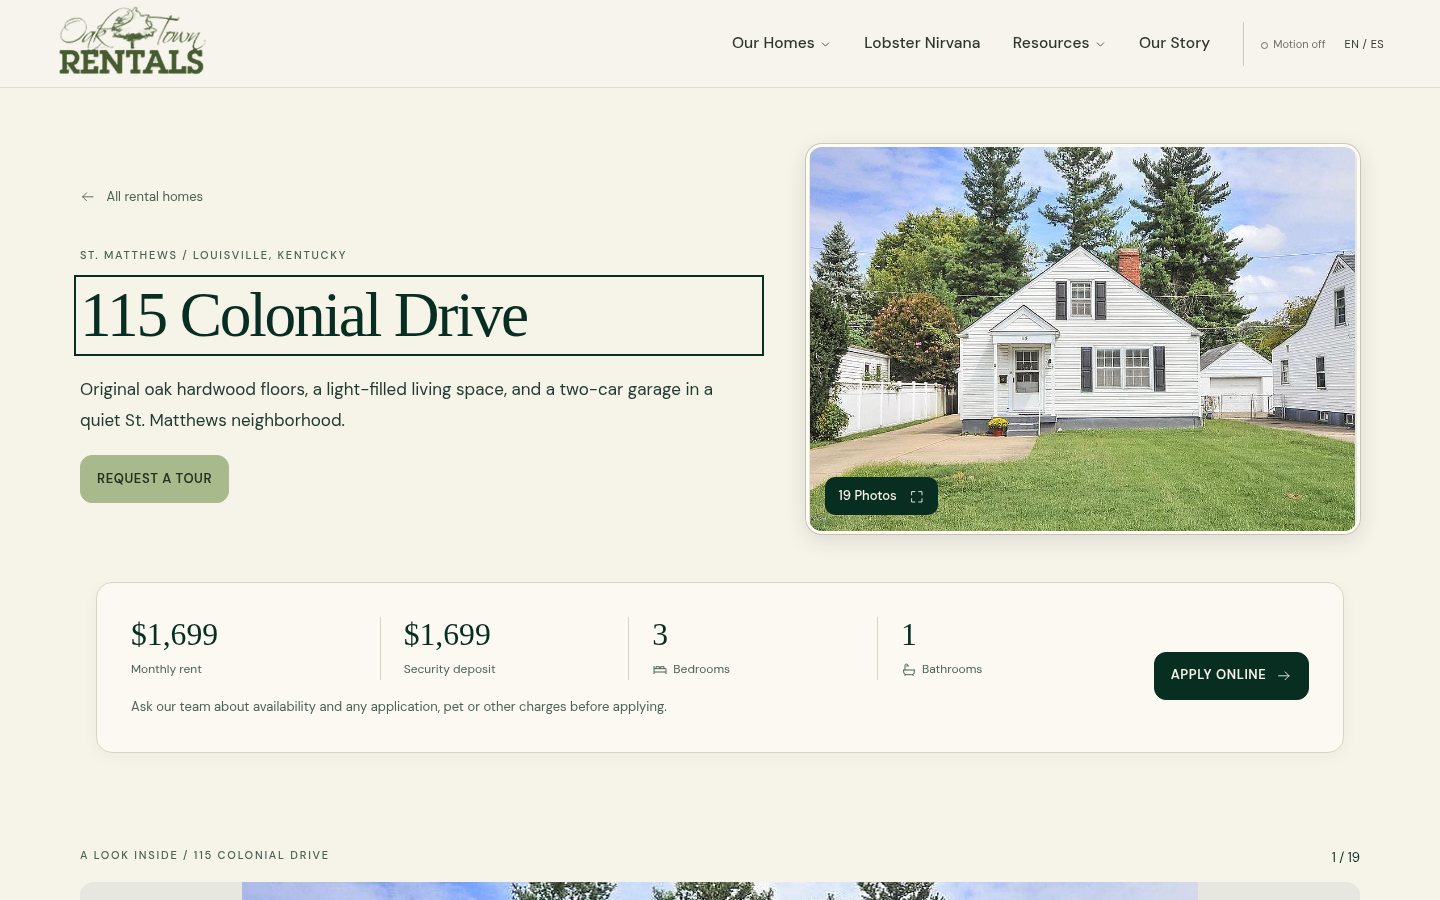 Oak Town
RENTALS
Our Homes
Lobster Nirvana
Resources
Our Story
Motion off
EN / ES
All rental homes
ST. MATTHEWS / LOUISVILLE, KENTUCKY
115 Colonial Drive
Original oak hardwood floors, a light-filled living space, and a two-car garage in a
quiet St. Matthews neighborhood.
REQUEST A TOUR
19 Photos
$1,699
Monthly rent
$1,699
Security deposit
3
Bedrooms
1
Bathrooms
Ask our team about availability and any application, pet or other charges before applying.
APPLY ONLINE
A LOOK INSIDE / 115 COLONIAL DRIVE
1 / 19